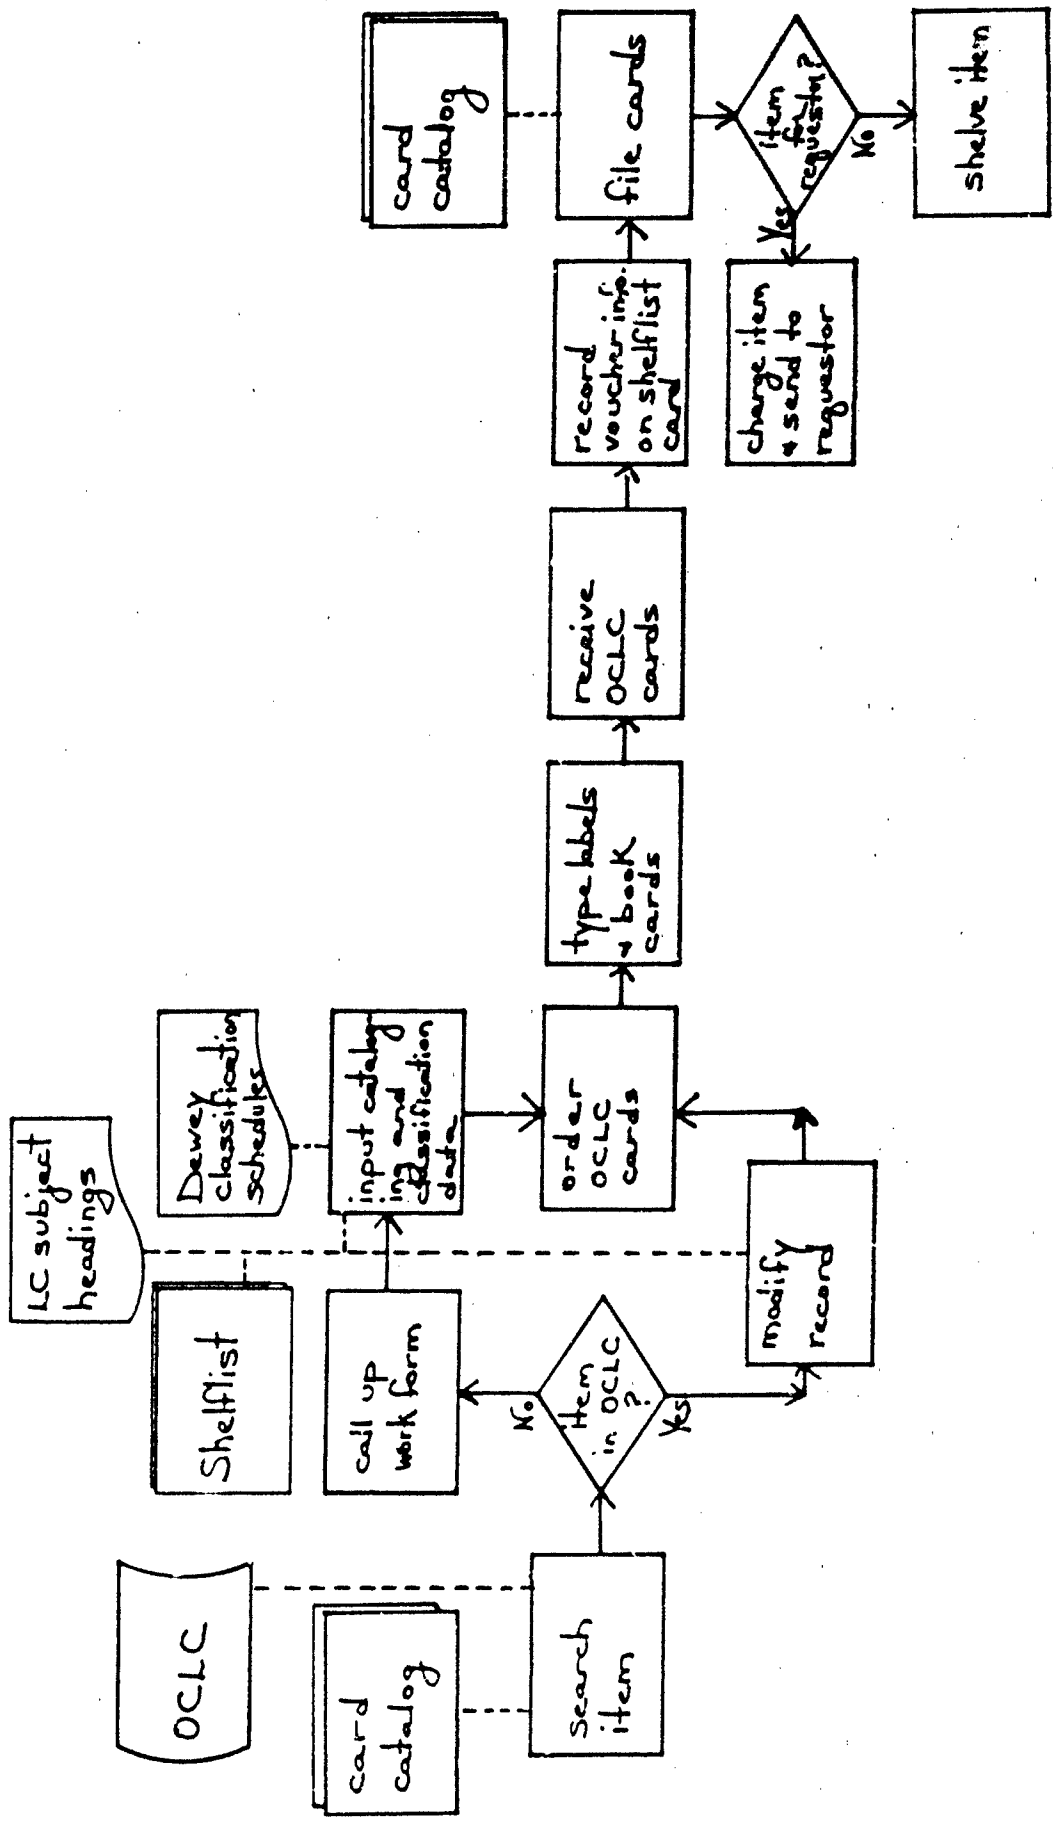 OCLC
card
catalog
search
item
item
in OCLC
?
No
Yes
Shelflist
LC subject
headings
Dewey
classification
schedules
call up
work form
input catalog-
ing and
classification
data
modify
record
order
OCLC
cards
type labels
+ book
cards
receive
OCLC
cards
record
voucher info.
on shelflist
card
card
catalog
file cards
item
for
requestor?
Yes
No
charge item
+ send to
requestor
shelve item